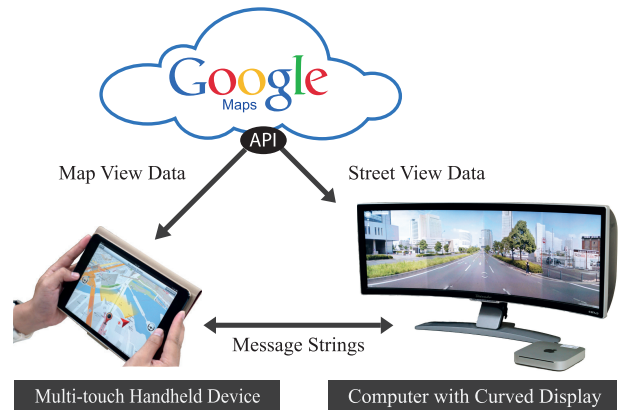 Google
Maps
API
Map View Data
Street View Data
Message Strings
Multi-touch Handheld Device
Computer with Curved Display